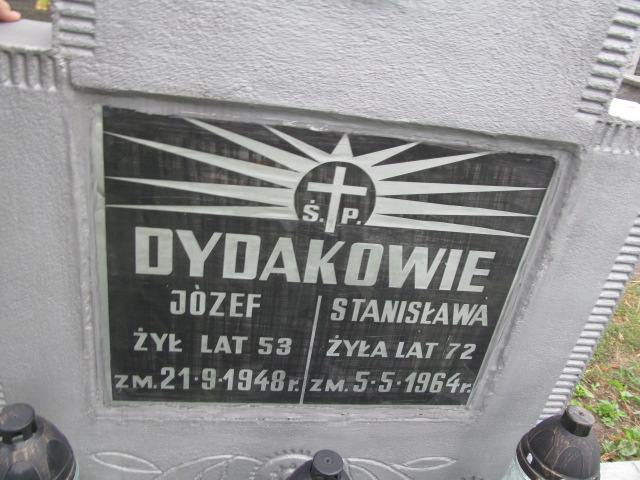 Ś. P.
DYDAKOWIE
JÓZEF
ŻYŁ LAT 53
ZM. 21·9·1948 r.
STANISŁAWA
ŻYŁA LAT 72
ZM. 5·5·1964 r.